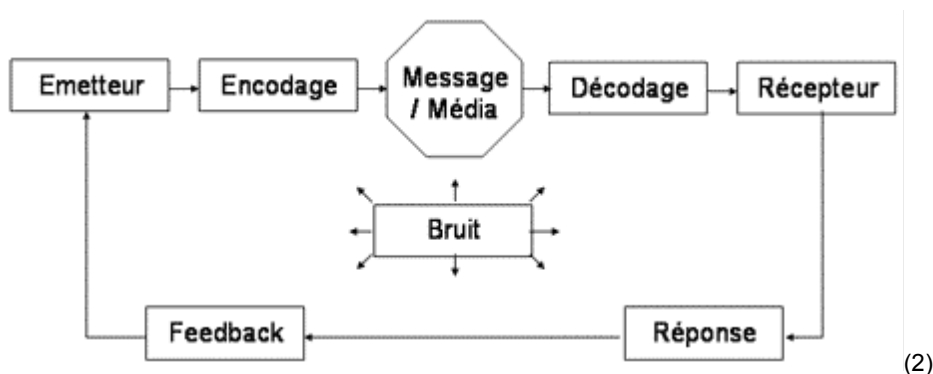 Emetteur
Encodage
Message
/ Média
Décodage
Récepteur
Bruit
Feedback
Réponse
(2)